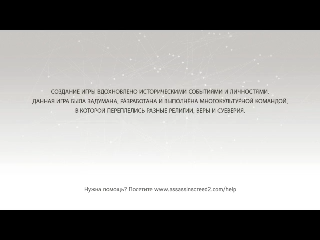 СОЗДАНИЕ ИГРЫ ВДОХНОВЛЕНО ИСТОРИЧЕСКИМИ СОБЫТИЯМИ И ЛИЧНОСТЯМИ.
ДАННАЯ ИГРА БЫЛА ЗАДУМАНА, РАЗРАБОТАНА И ВЫПОЛНЕНА МНОГОКУЛЬТУРНОЙ КОМАНДОЙ,
В КОТОРОЙ ПЕРЕПЛЕЛИСЬ РАЗНЫЕ РЕЛИГИИ, ВЕРЫ И СУЕВЕРИЯ.
Нужна помощь? Посетите www.assassinscreed2.com/help